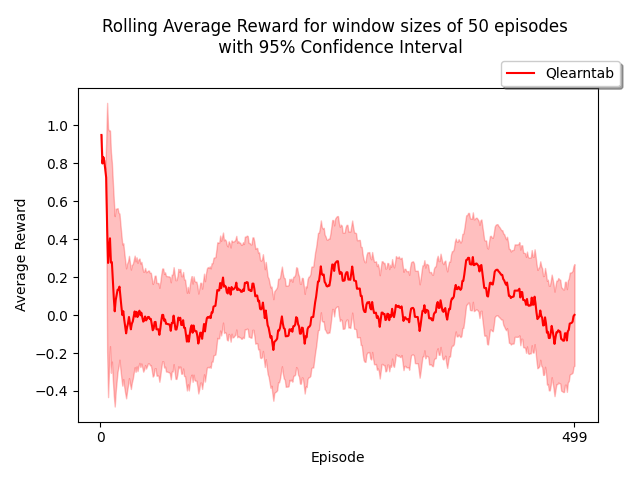 Rolling Average Reward for window sizes of 50 episodes
with 95% Confidence Interval
Qlearntab
1.0
0.8
0.6
0.4
0.2
0.0
−0.2
−0.4
Average Reward
0
499
Episode